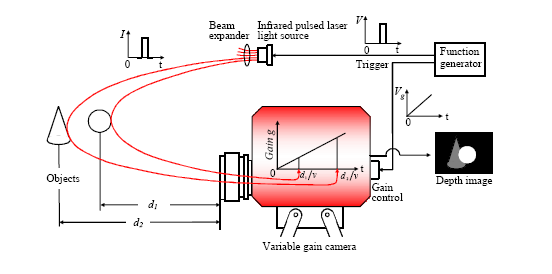 Beam
expander
Infrared pulsed laser
light source
V
0
t
I
0
t
Trigger
Function
generator
Vg
0
t
Gain g
0
d₁/v
d₂/v
t
Objects
d1
d2
Gain
control
Depth image
Variable gain camera